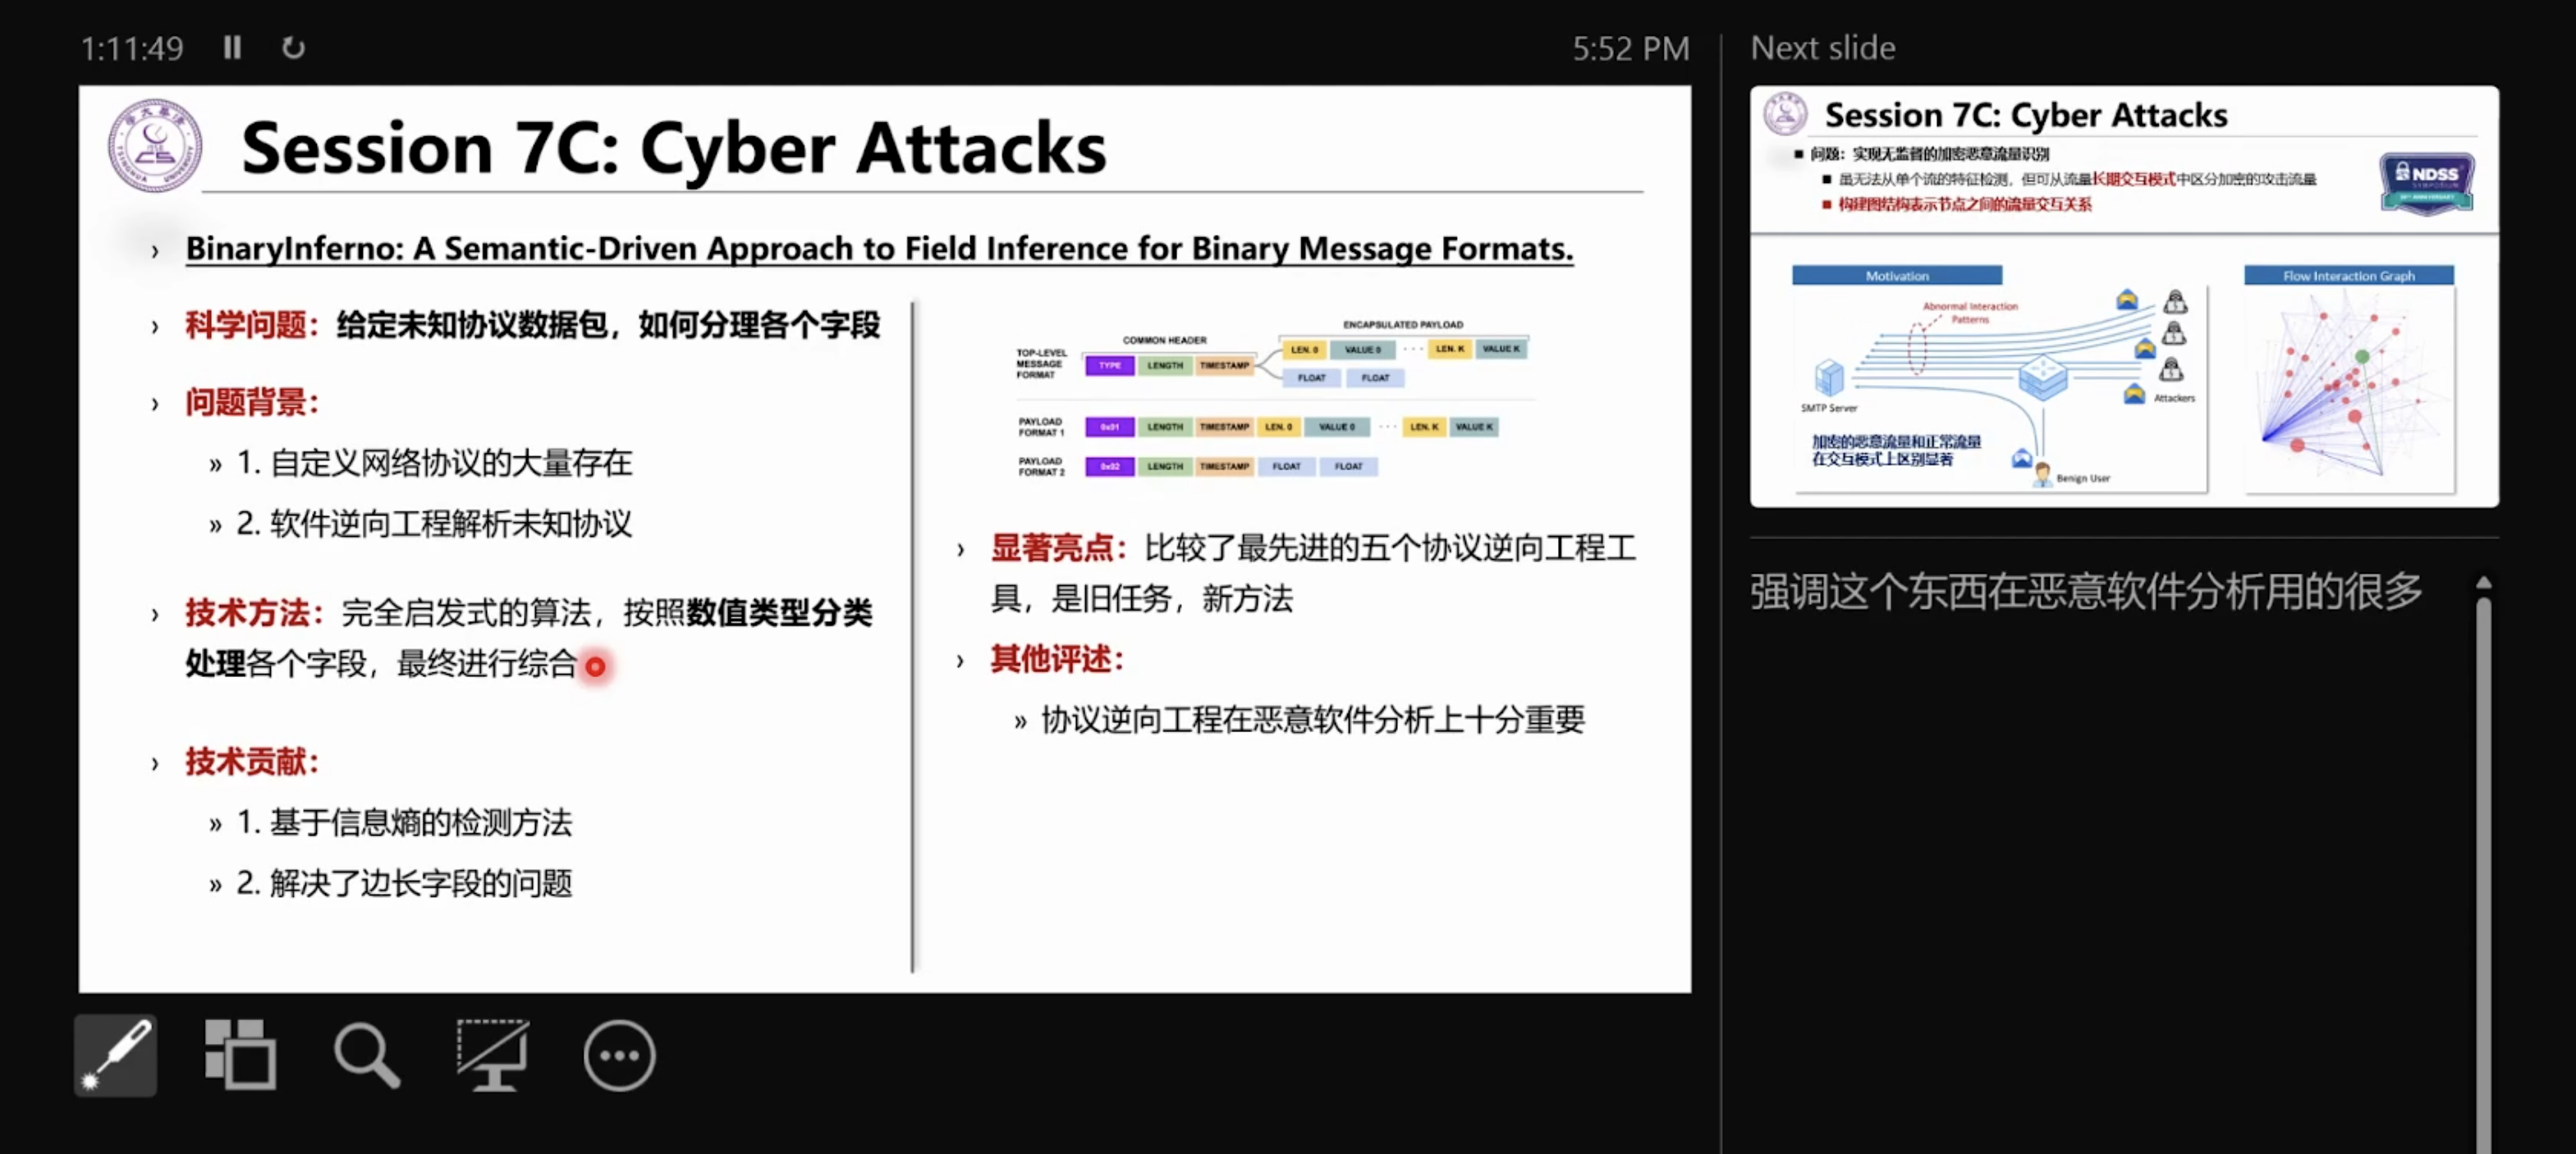 1:11:49
5:52 PM
Next slide
Session 7C: Cyber Attacks
› BinaryInferno: A Semantic-Driven Approach to Field Inference for Binary Message Formats.
› 科学问题：给定未知协议数据包，如何分理各个字段
› 问题背景：
» 1. 自定义网络协议的大量存在
» 2. 软件逆向工程解析未知协议
› 技术方法：完全启发式的算法，按照数值类型分类
处理各个字段，最终进行综合
› 技术贡献：
» 1. 基于信息熵的检测方法
» 2. 解决了边长字段的问题
ENCAPSULATED PAYLOAD
COMMON HEADER
TOP-LEVEL
MESSAGE
FORMAT
TYPE LENGTH TIMESTAMP
LEN. 0 VALUE 0 ··· LEN. K VALUE K
FLOAT FLOAT
PAYLOAD
FORMAT 1
0x01 LENGTH TIMESTAMP LEN. 0 VALUE 0 ··· LEN. K VALUE K
PAYLOAD
FORMAT 2
0x02 LENGTH TIMESTAMP FLOAT FLOAT
› 显著亮点：比较了最先进的五个协议逆向工程工
具，是旧任务，新方法
› 其他评述：
» 协议逆向工程在恶意软件分析上十分重要
Session 7C: Cyber Attacks
■ 问题：实现无监督的加密恶意流量识别
■ 虽无法从单个流的特征检测，但可从流量长期交互模式中区分加密的攻击流量
■ 构建图结构表示节点之间的流量交互关系
NDSS
SYMPOSIUM
Motivation
Abnormal Interaction
Patterns
SMTP Server
Attackers
加密的恶意流量和正常流量
在交互模式上区别显著
Benign User
Flow Interaction Graph
强调这个东西在恶意软件分析用的很多